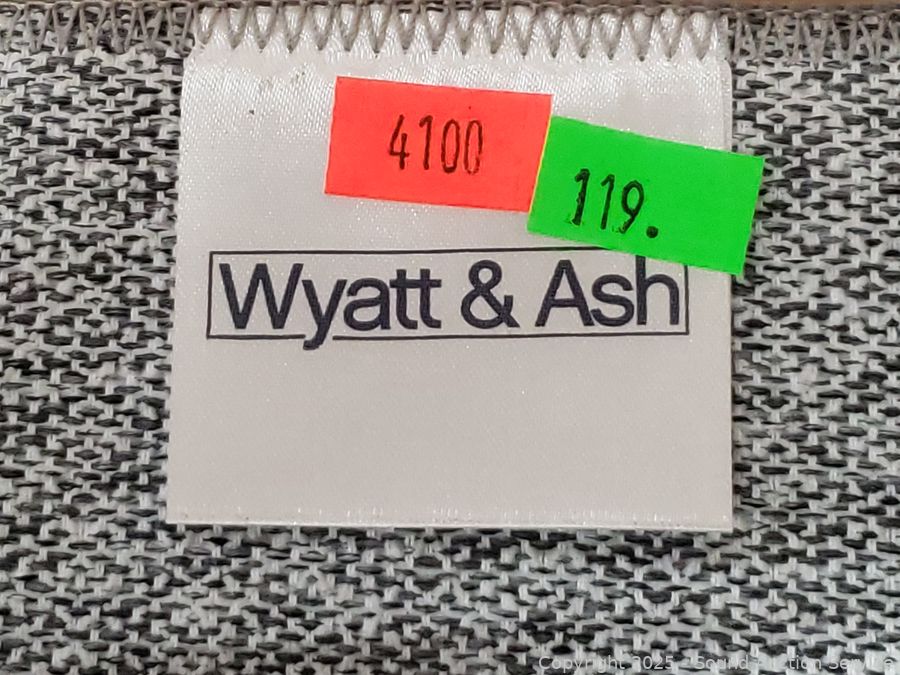 4100
119.
Wyatt & Ash
Copyright 2025 - Sound Auction Service